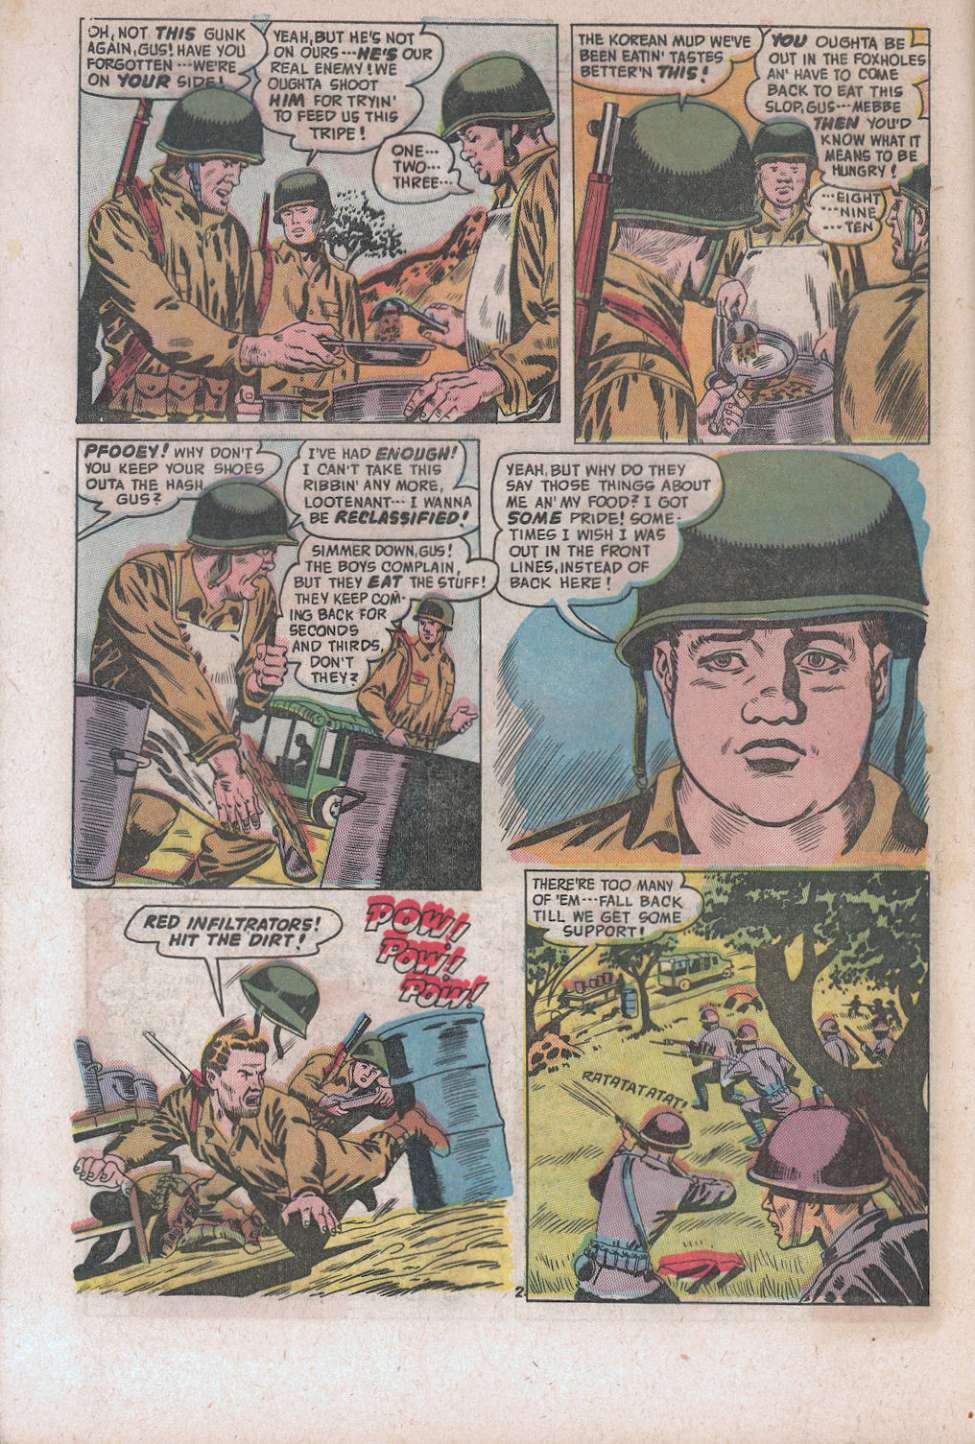 OH, NOT THIS GUNK
AGAIN, GUS! HAVE YOU
FORGOTTEN---WE'RE
ON YOUR SIDE!
YEAH, BUT HE'S NOT
ON OURS---HE'S OUR
REAL ENEMY! WE
OUGHTA SHOOT
HIM FOR TRYIN'
TO FEED US THIS
TRIPE!
ONE---
TWO---
THREE---
THE KOREAN MUD WE'VE
BEEN EATIN' TASTES
BETTER'N THIS!
YOU OUGHTA BE
OUT IN THE FOXHOLES
AN' HAVE TO COME
BACK TO EAT THIS
SLOP, GUS---MEBBE
THEN YOU'D
KNOW WHAT IT
MEANS TO BE
HUNGRY!
---EIGHT
---NINE
---TEN
PFOOEY! WHY DON'T
YOU KEEP YOUR SHOES
OUTA THE HASH,
GUS?
I'VE HAD ENOUGH!
I CAN'T TAKE THIS
RIBBIN' ANY MORE,
LOOTENANT---I WANNA
BE RECLASSIFIED!
SIMMER DOWN, GUS!
THE BOYS COMPLAIN,
BUT THEY EAT THE STUFF!
THEY KEEP COM-
ING BACK FOR
SECONDS
AND THIRDS,
DON'T
THEY?
YEAH, BUT WHY DO THEY
SAY THOSE THINGS ABOUT
ME AN' MY FOOD? I GOT
SOME PRIDE! SOME-
TIMES I WISH I WAS
OUT IN THE FRONT
LINES, INSTEAD OF
BACK HERE!
RED INFILTRATORS!
HIT THE DIRT!
POW!
POW!
POW!
2
THERE'RE TOO MANY
OF 'EM---FALL BACK
TILL WE GET SOME
SUPPORT!
RATATATATAT!